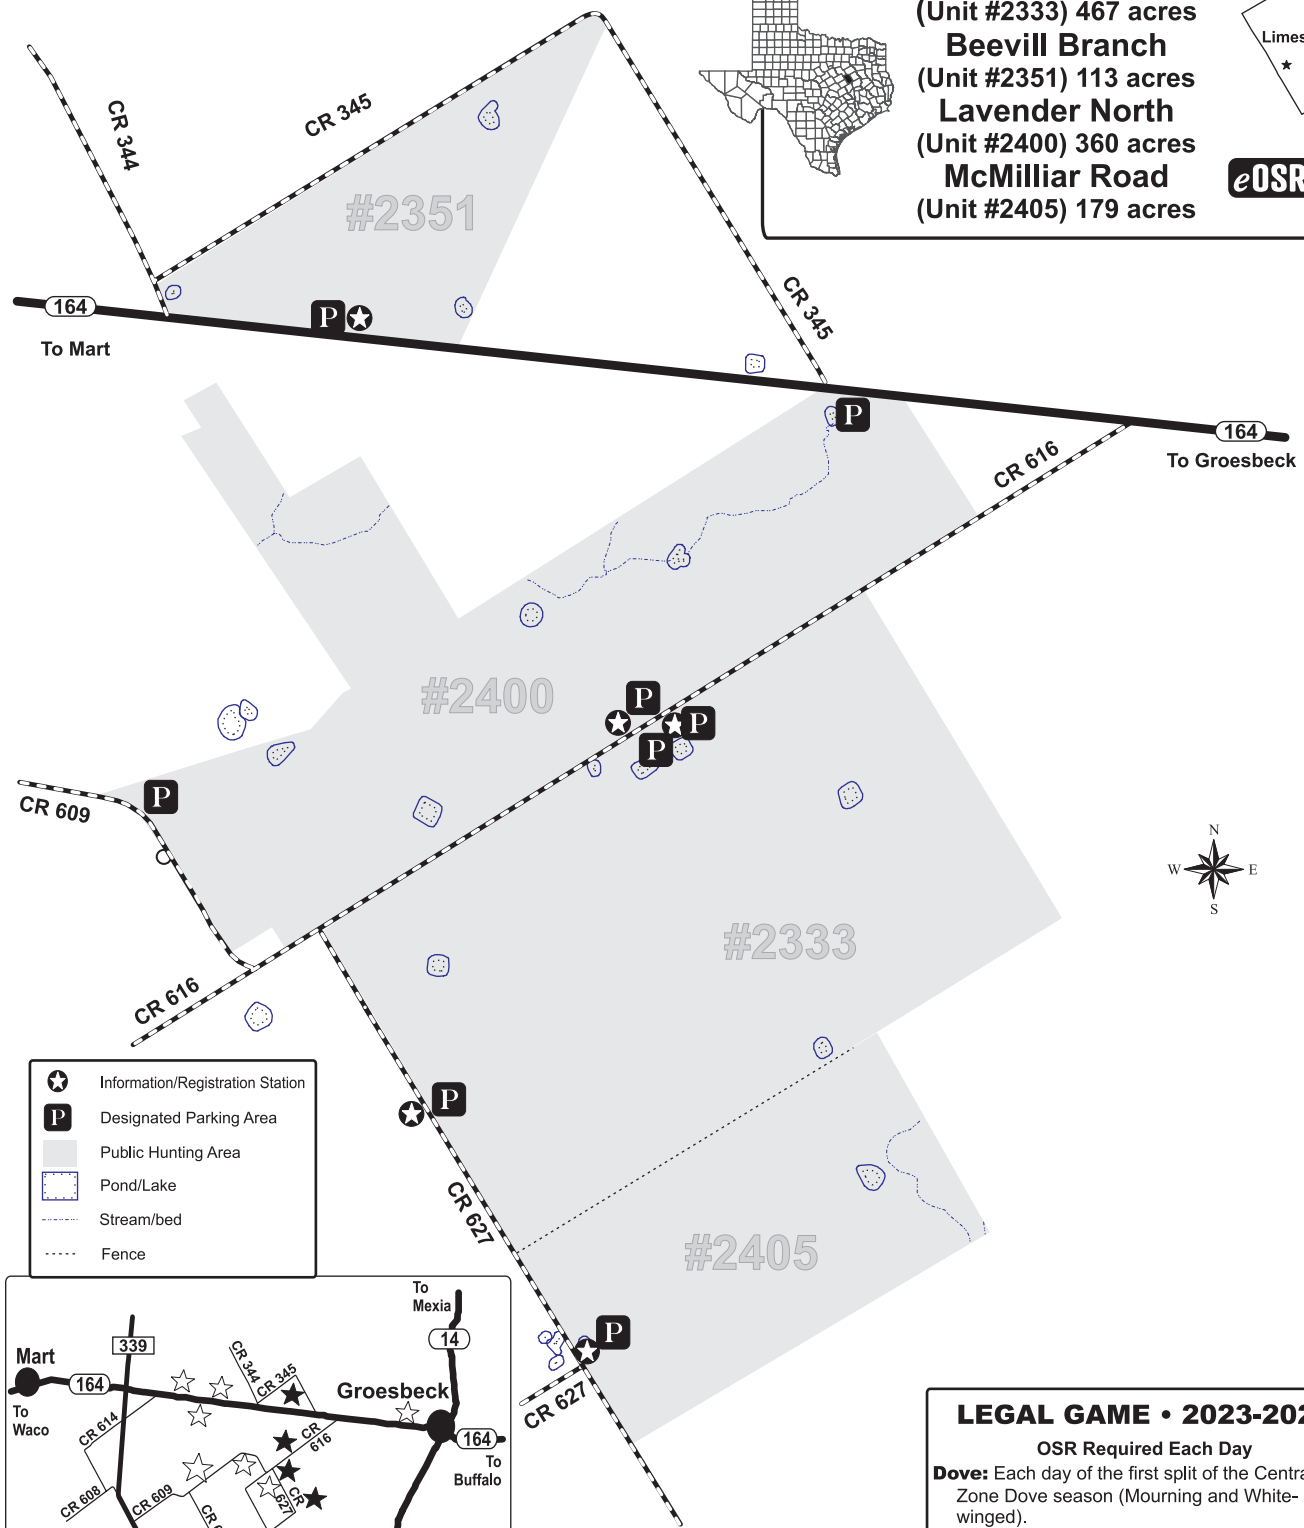 (Unit #2333) 467 acres
Beevill Branch
(Unit #2351) 113 acres
Lavender North
(Unit #2400) 360 acres
McMilliar Road
(Unit #2405) 179 acres
eOSR
CR 344
CR 345
#2351
CR 345
164
To Mart
P
P
164
To Groesbeck
CR 616
#2400
P
P
P
P
CR 609
N
W
E
S
#2333
CR 616
Information/Registration Station
P
Designated Parking Area
Public Hunting Area
Pond/Lake
Stream/bed
Fence
P
CR 627
#2405
P
CR 627
To
Mexia
339
14
Mart
164
CR 344
CR 345
Groesbeck
To
Waco
CR 614
CR
616
164
To
Buffalo
CR 608
CR 609
CR
627
CR
LEGAL GAME • 2023-202
OSR Required Each Day
Dove: Each day of the first split of the Centra
Zone Dove season (Mourning and White-
winged).